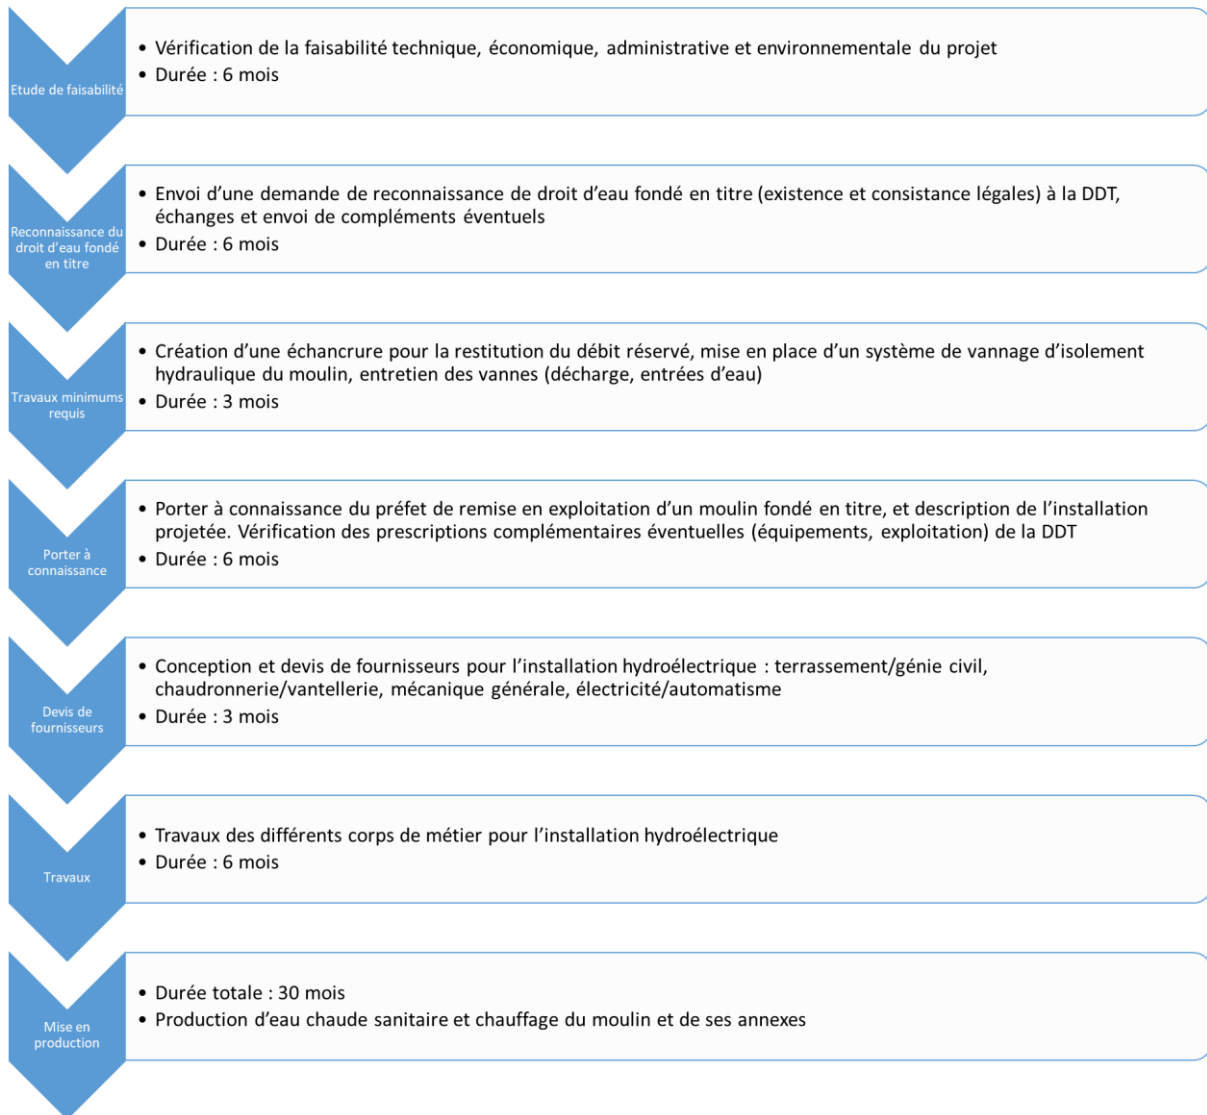 Etude de faisabilité
• Vérification de la faisabilité technique, économique, administrative et environnementale du projet
• Durée : 6 mois
Reconnaissance du
droit d'eau fondé
en titre
• Envoi d'une demande de reconnaissance de droit d'eau fondé en titre (existence et consistance légales) à la DDT,
échanges et envoi de compléments éventuels
• Durée : 6 mois
Travaux minimums
requis
• Création d'une échancrure pour la restitution du débit réservé, mise en place d'un système de vannage d'isolement
hydraulique du moulin, entretien des vannes (décharge, entrées d'eau)
• Durée : 3 mois
Porter à
connaissance
• Porter à connaissance du préfet de remise en exploitation d'un moulin fondé en titre, et description de l'installation
projetée. Vérification des prescriptions complémentaires éventuelles (équipements, exploitation) de la DDT
• Durée : 6 mois
Devis de
fournisseurs
• Conception et devis de fournisseurs pour l'installation hydroélectrique : terrassement/génie civil,
chaudronnerie/vantellerie, mécanique générale, électricité/automatisme
• Durée : 3 mois
Travaux
• Travaux des différents corps de métier pour l'installation hydroélectrique
• Durée : 6 mois
Mise en
production
• Durée totale : 30 mois
• Production d'eau chaude sanitaire et chauffage du moulin et de ses annexes